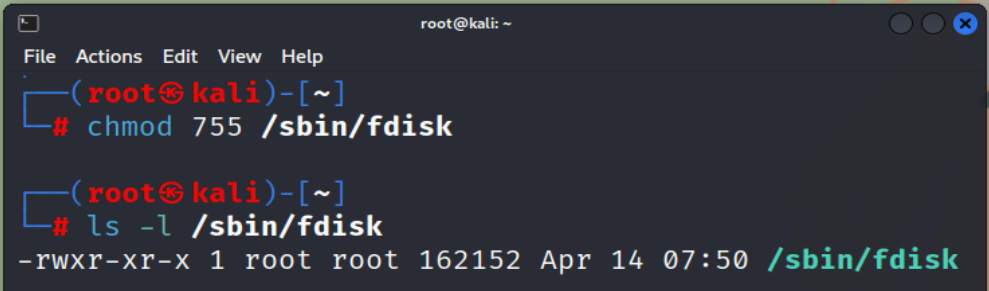 root@kali: ~
File Actions Edit View Help
┌──(root㉿kali)-[~]
└─# chmod 755 /sbin/fdisk
┌──(root㉿kali)-[~]
└─# ls -l /sbin/fdisk
-rwxr-xr-x 1 root root 162152 Apr 14 07:50 /sbin/fdisk